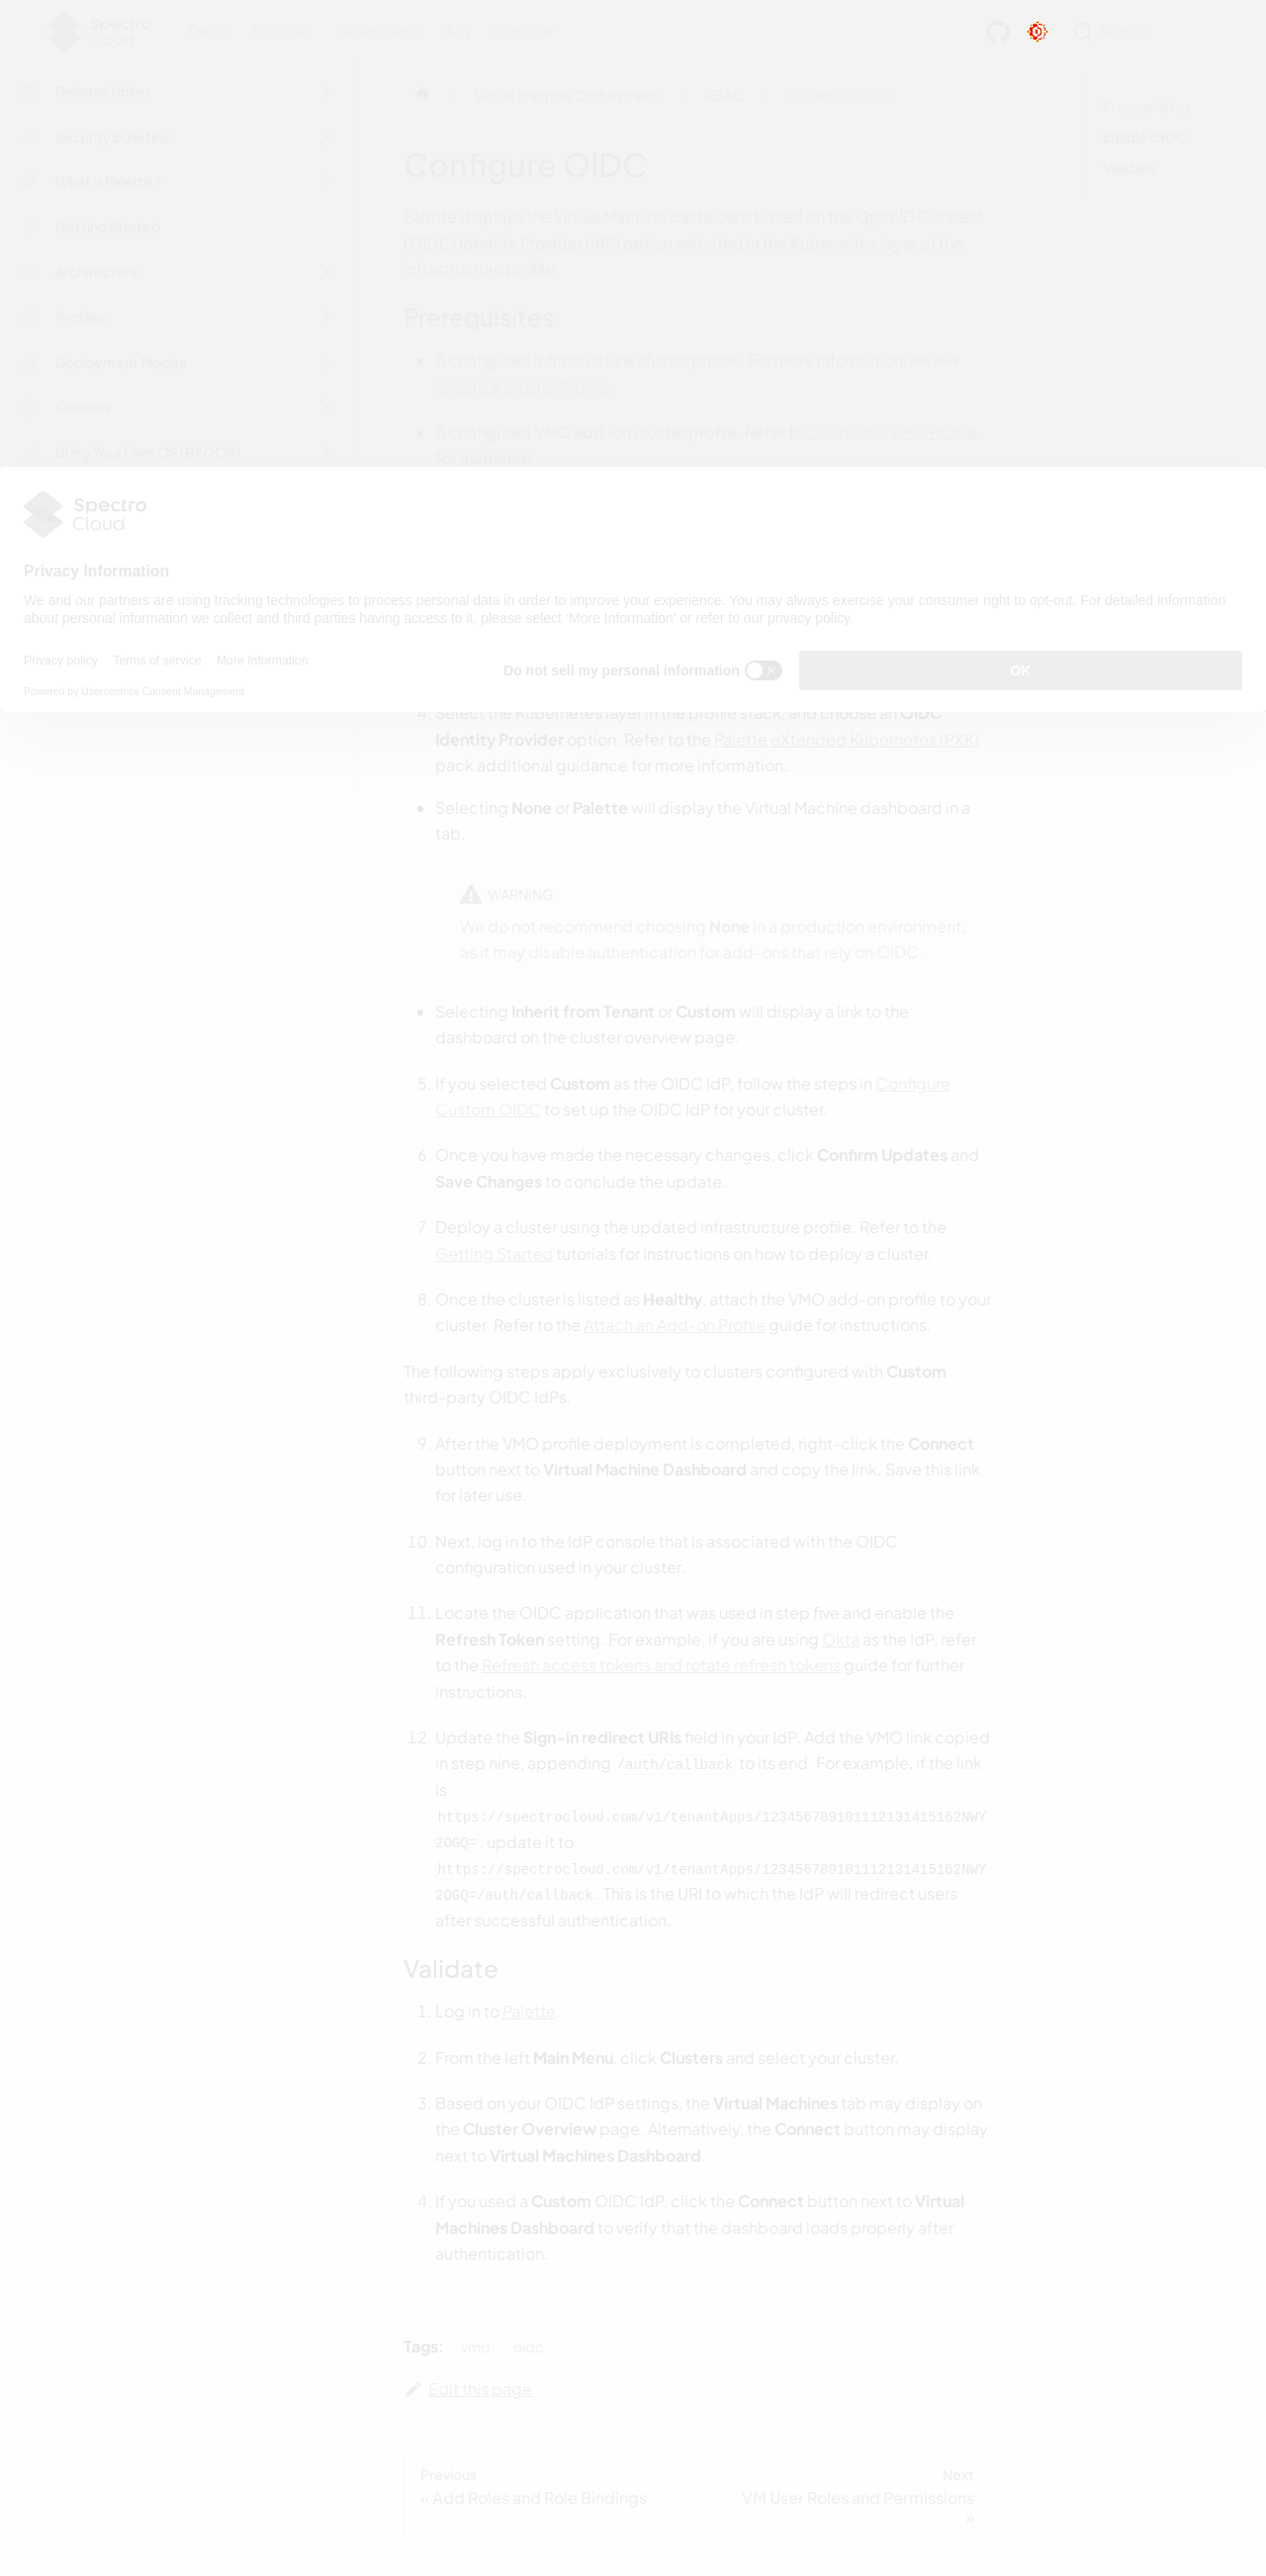 Spectro
Cloud
Docs Tutorials Downloads API latest
Search
Release Notes
Security Bulletins
What is Palette?
Getting Started
Architecture
Profiles
Deployment Modes
Clusters
Bring Your Own OS (BYOOS)
Virtual Machine Orchestrator RBAC Configure OIDC
Prerequisites
Enable OIDC
Validate
Configure OIDC
Palette displays the Virtual Machine dashboard based on the OpenID Connect
(OIDC) Identity Provider (IdP) option selected in the Kubernetes layer of the
infrastructure profile.
Prerequisites
A configured infrastructure cluster profile. For more information, review
Create a Cluster Profile.
A configured VMO add-on cluster profile. Refer to Create the VMO Profile
for guidance.
Spectro
Cloud
Privacy Information
We and our partners are using tracking technologies to process personal data in order to improve your experience. You may always exercise your consumer right to opt-out. For detailed information
about personal information we collect and third parties having access to it, please select ‘More Information’ or refer to our privacy policy.
Privacy policy Terms of service More Information
Do not sell my personal information
OK
Powered by Usercentrics Consent Management
4. Select the Kubernetes layer in the profile stack, and choose an OIDC
Identity Provider option. Refer to the Palette eXtended Kubernetes (PXK)
pack additional guidance for more information.
Selecting None or Palette will display the Virtual Machine dashboard in a
tab.
WARNING
We do not recommend choosing None in a production environment,
as it may disable authentication for add-ons that rely on OIDC.
Selecting Inherit from Tenant or Custom will display a link to the
dashboard on the cluster overview page.
5. If you selected Custom as the OIDC IdP, follow the steps in Configure
Custom OIDC to set up the OIDC IdP for your cluster.
6. Once you have made the necessary changes, click Confirm Updates and
Save Changes to conclude the update.
7. Deploy a cluster using the updated infrastructure profile. Refer to the
Getting Started tutorials for instructions on how to deploy a cluster.
8. Once the cluster is listed as Healthy, attach the VMO add-on profile to your
cluster. Refer to the Attach an Add-on Profile guide for instructions.
The following steps apply exclusively to clusters configured with Custom
third-party OIDC IdPs.
9. After the VMO profile deployment is completed, right-click the Connect
button next to Virtual Machine Dashboard and copy the link. Save this link
for later use.
10. Next, log in to the IdP console that is associated with the OIDC
configuration used in your cluster.
11. Locate the OIDC application that was used in step five and enable the
Refresh Token setting. For example, if you are using Okta as the IdP, refer
to the Refresh access tokens and rotate refresh tokens guide for further
instructions.
12. Update the Sign-in redirect URIs field in your IdP. Add the VMO link copied
in step nine, appending /auth/callback to its end. For example, if the link
is
https://spectrocloud.com/v1/tenantApps/12345678910111213141516​2NWY
2OGQ= , update it to
https://spectrocloud.com/v1/tenantApps/123456789101112131415162NWY
2OGQ=/auth/callback . This is the URI to which the IdP will redirect users
after successful authentication.
Validate
1. Log in to Palette.
2. From the left Main Menu, click Clusters and select your cluster.
3. Based on your OIDC IdP settings, the Virtual Machines tab may display on
the Cluster Overview page. Alternatively, the Connect button may display
next to Virtual Machines Dashboard.
4. If you used a Custom OIDC IdP, click the Connect button next to Virtual
Machines Dashboard to verify that the dashboard loads properly after
authentication.
Tags: vmo oidc
Edit this page
Previous
« Add Roles and Role Bindings
Next
VM User Roles and Permissions
»